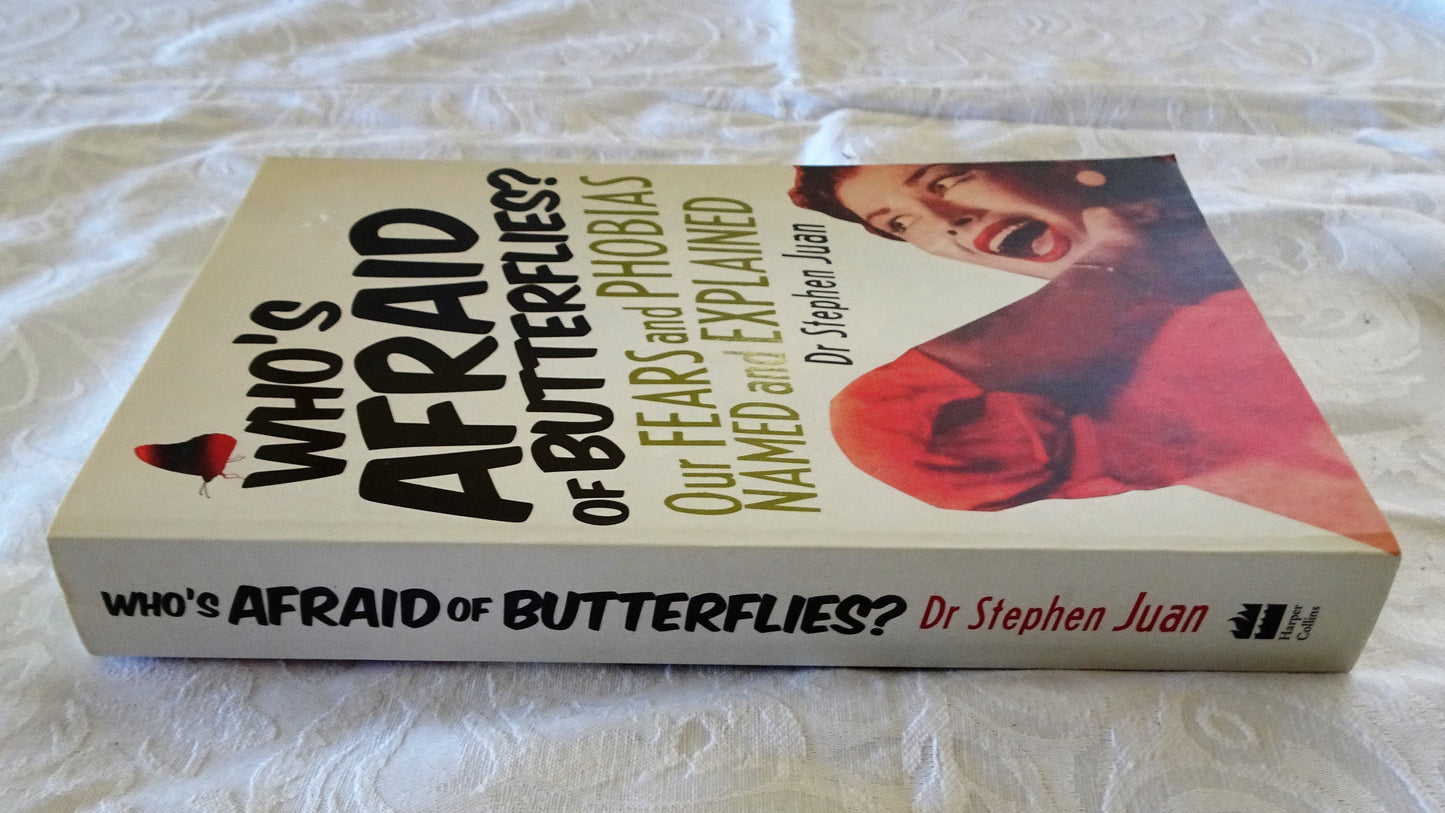 WHO'S
AFRAID
OF BUTTERFLIES?
Our FEARS and PHOBIAS
NAMED and EXPLAINED
Dr Stephen Juan
WHO'S AFRAID OF BUTTERFLIES? Dr Stephen Juan
Harper
Collins